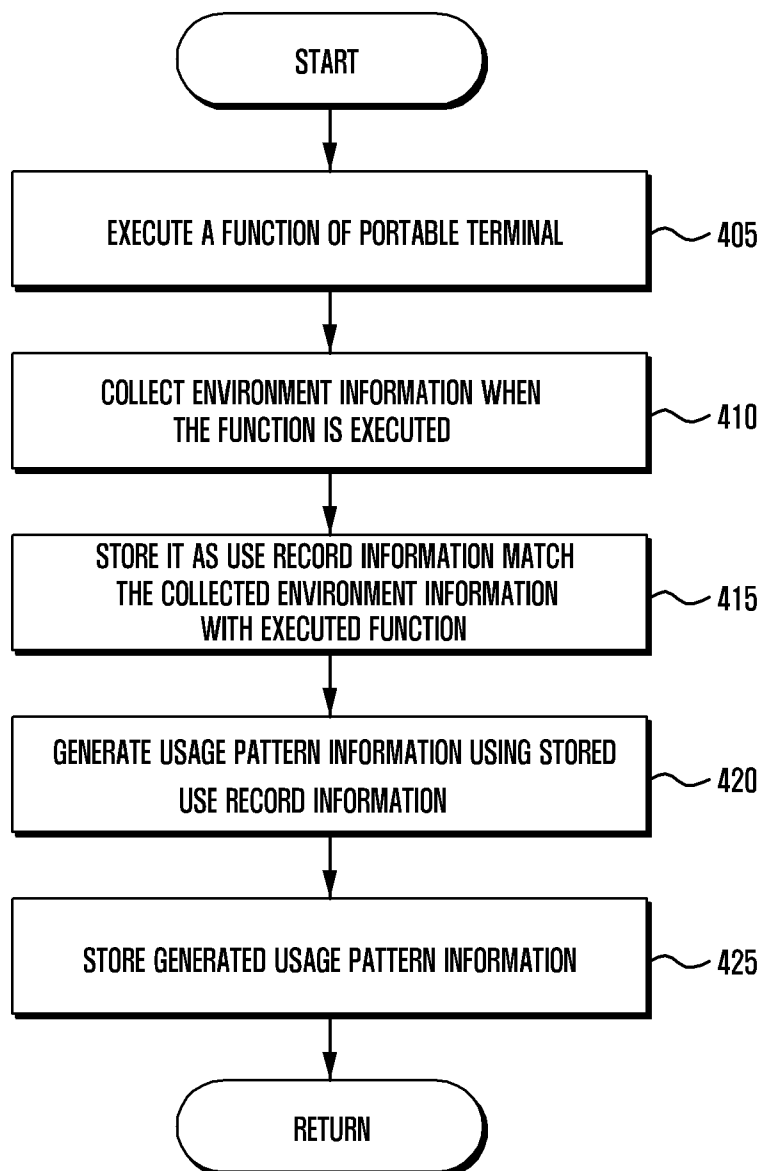 START
EXECUTE A FUNCTION OF PORTABLE TERMINAL
405
COLLECT ENVIRONMENT INFORMATION WHEN
THE FUNCTION IS EXECUTED
410
STORE IT AS USE RECORD INFORMATION MATCH
THE COLLECTED ENVIRONMENT INFORMATION
WITH EXECUTED FUNCTION
415
GENERATE USAGE PATTERN INFORMATION USING STORED
USE RECORD INFORMATION
420
STORE GENERATED USAGE PATTERN INFORMATION
425
RETURN